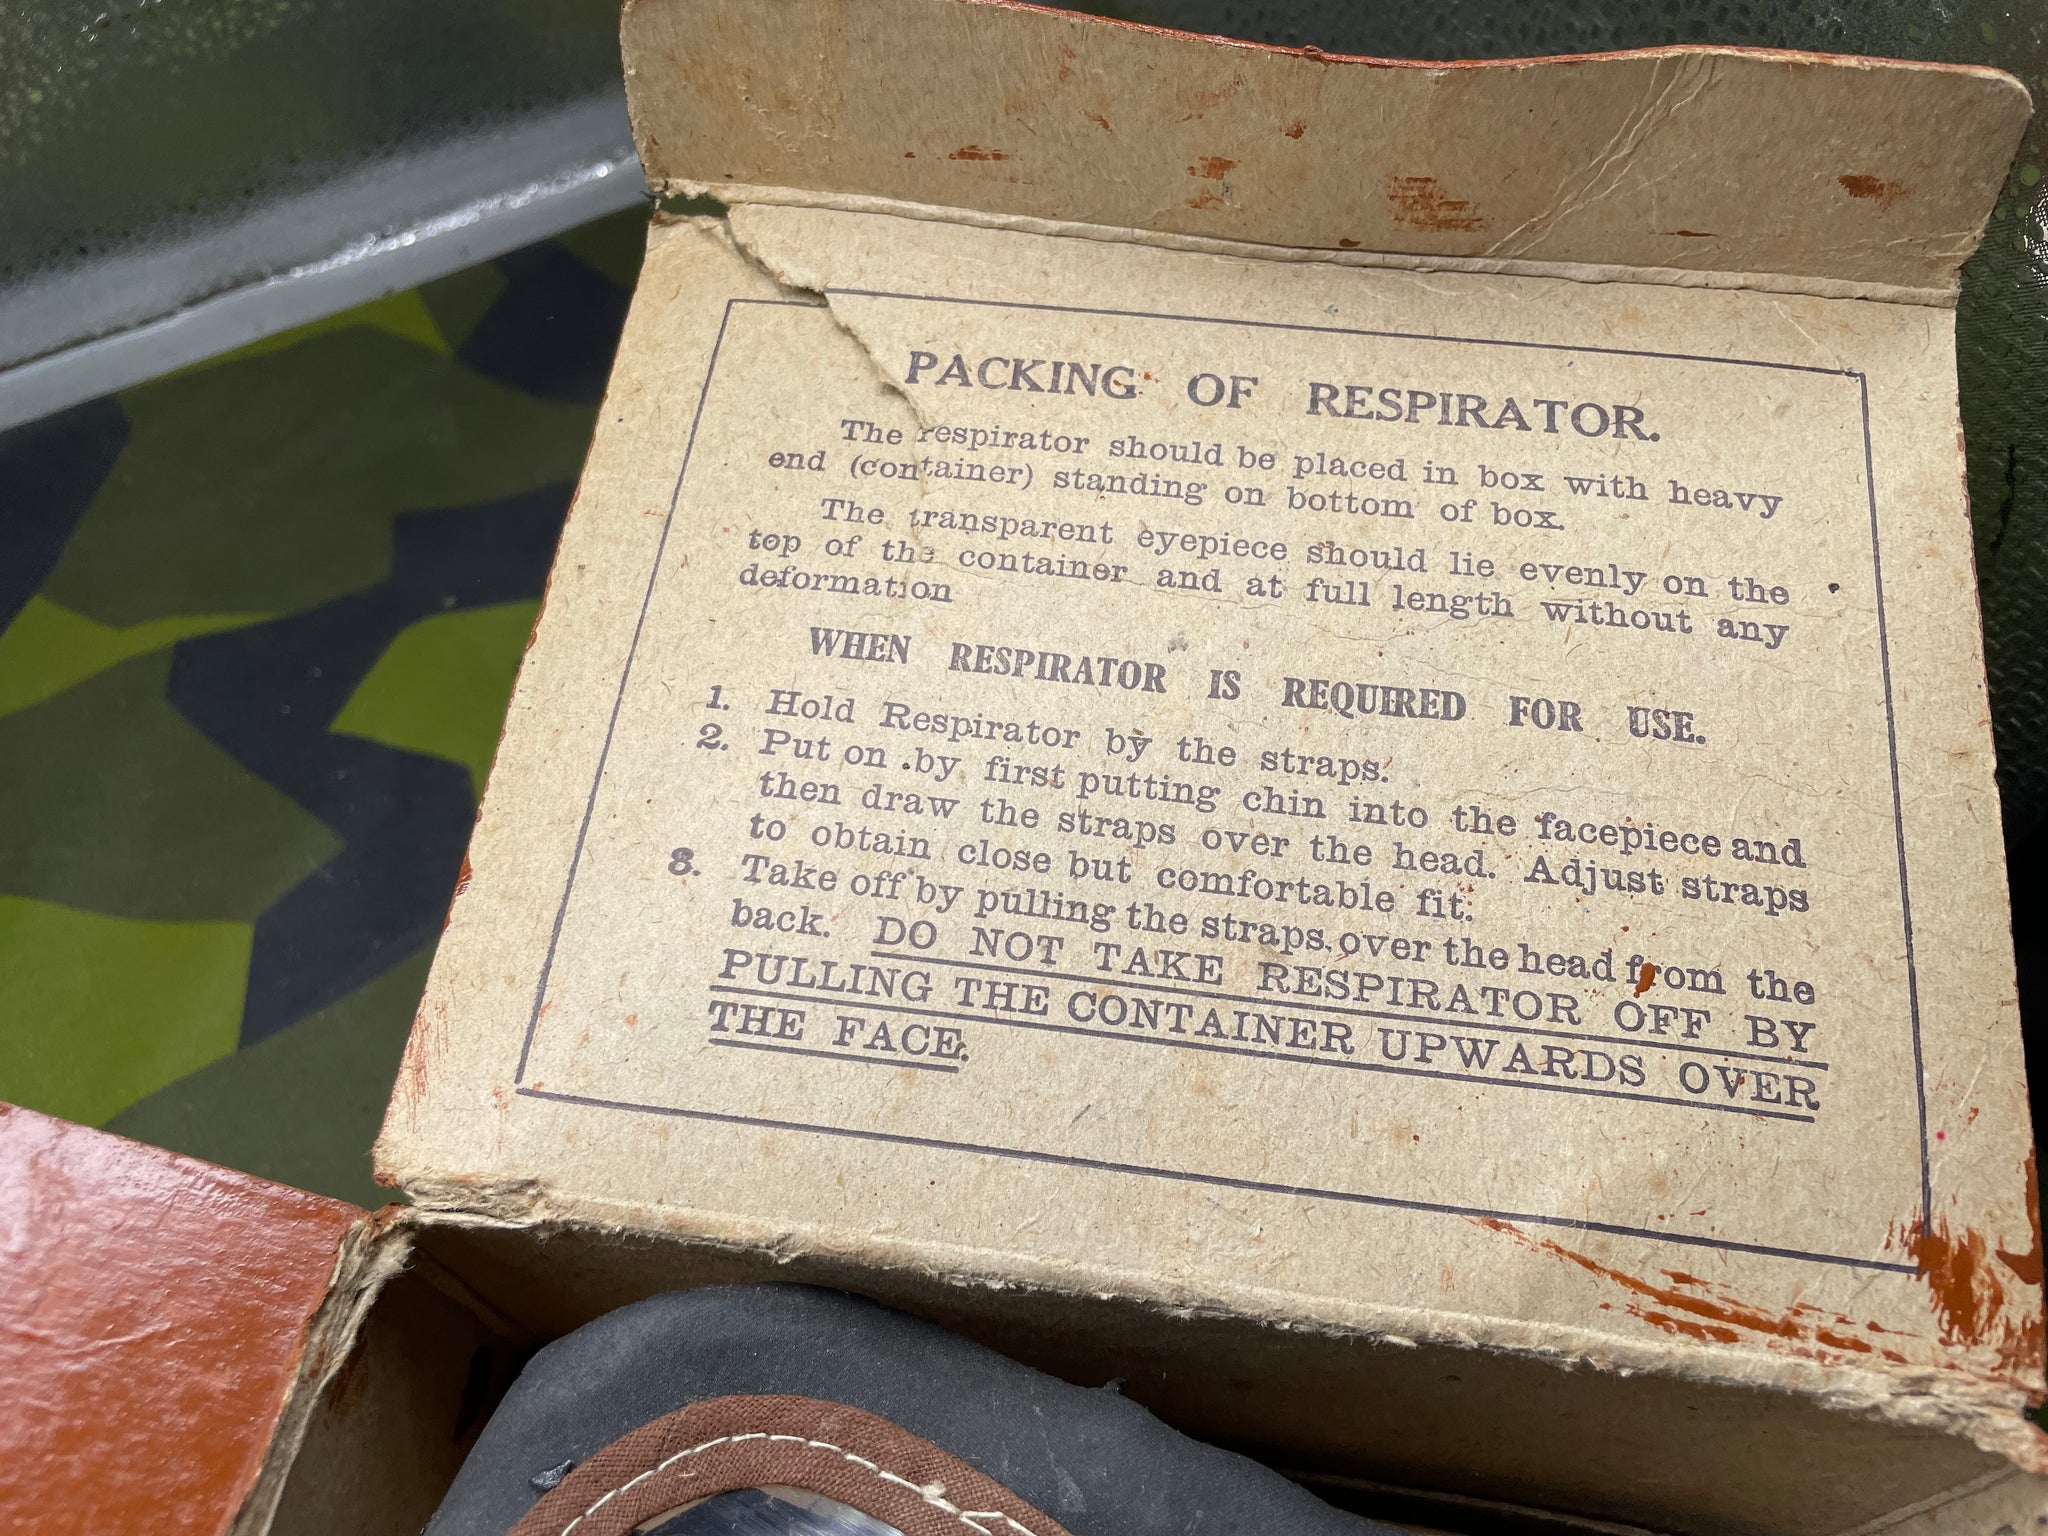 PACKING OF RESPIRATOR.
The respirator should be placed in box with heavy
end (container) standing on bottom of box.
The transparent eyepiece should lie evenly on the
top of the container and at full length without any
deformation
WHEN RESPIRATOR IS REQUIRED FOR USE.
1. Hold Respirator by the straps.
2. Put on by first putting chin into the facepiece and
then draw the straps over the head. Adjust straps
to obtain close but comfortable fit.
3. Take off by pulling the straps over the head from the
back. DO NOT TAKE RESPIRATOR OFF BY
PULLING THE CONTAINER UPWARDS OVER
THE FACE.